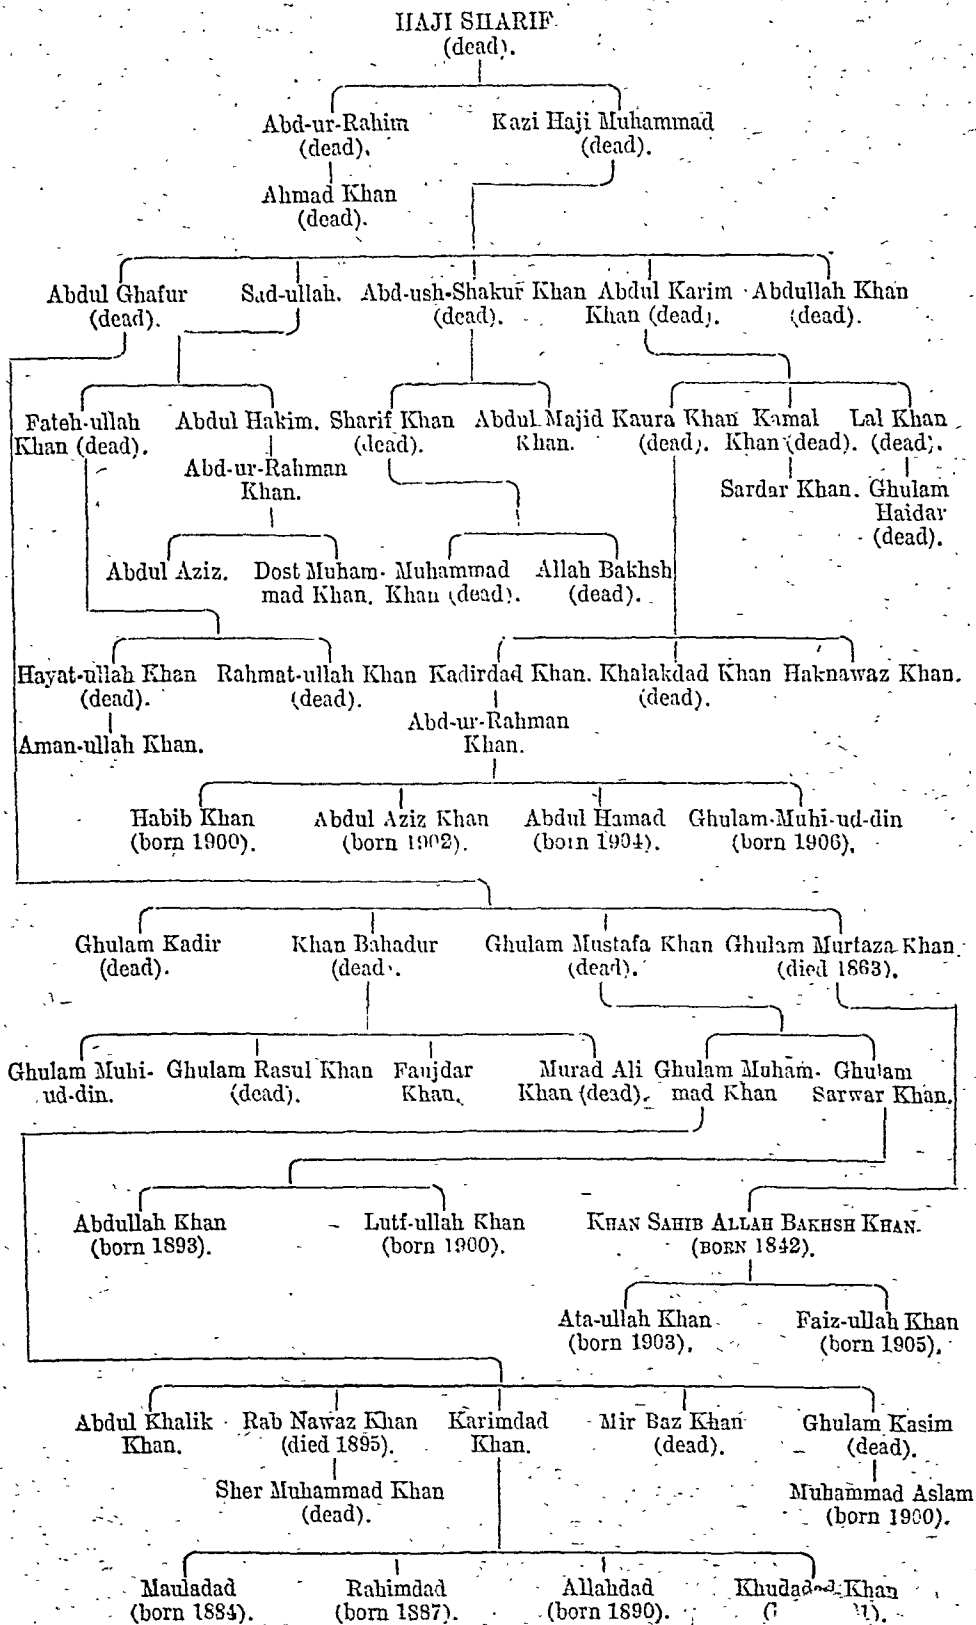 HAJI SHARIF
(dead).
Abd-ur-Rahim Kazi Haji Muhammad
(dead). (dead).
Ahmad Khan
(dead).
Abdul Ghafur Sad-ullah. Abd-ush-Shakur Khan Abdul Karim Abdullah Khan
(dead). (dead). Khan (dead). (dead).
Fateh-ullah Abdul Hakim. Sharif Khan Abdul Majid Kaura Khan Kamal Lal Khan
Khan (dead). (dead). Khan. (dead). Khan (dead). (dead).
Abd-ur-Rahman
Khan.
Sardar Khan. Ghulam
Haidar
(dead).
Abdul Aziz. Dost Muham- Muhammad Allah Bakhsh
mad Khan. Khan (dead). (dead).
Hayat-ullah Khan Rahmat-ullah Khan Kadirdad Khan. Khalakdad Khan Haknawaz Khan.
(dead). (dead). (dead).
Abd-ur-Rahman
Khan.
Aman-ullah Khan.
Habib Khan Abdul Aziz Khan Abdul Hamad Ghulam-Muhi-ud-din
(born 1900). (born 1902). (born 1904). (born 1906).
Ghulam Kadir Khan Bahadur Ghulam Mustafa Khan Ghulam Murtaza Khan
(dead). (dead). (dead). (died 1863).
Ghulam Muhi- Ghulam Rasul Khan Faujdar Murad Ali Ghulam Muham- Ghulam
ud-din. (dead). Khan. Khan (dead). mad Khan Sarwar Khan.
Abdullah Khan Lutf-ullah Khan KHAN SAHIB ALLAH BAKHSH KHAN.
(born 1893). (born 1900). (BORN 1842).
Ata-ullah Khan Faiz-ullah Khan
(born 1903). (born 1905).
Abdul Khalik Rab Nawaz Khan Karimdad Mir Baz Khan Ghulam Kasim
Khan. (died 1895). Khan. (dead). (dead).
Sher Muhammad Khan Muhammad Aslam
(dead). (born 1900).
Mauladad Rahimdad Allahdad Khudadad Khan
(born 1884). (born 1887). (born 1890).